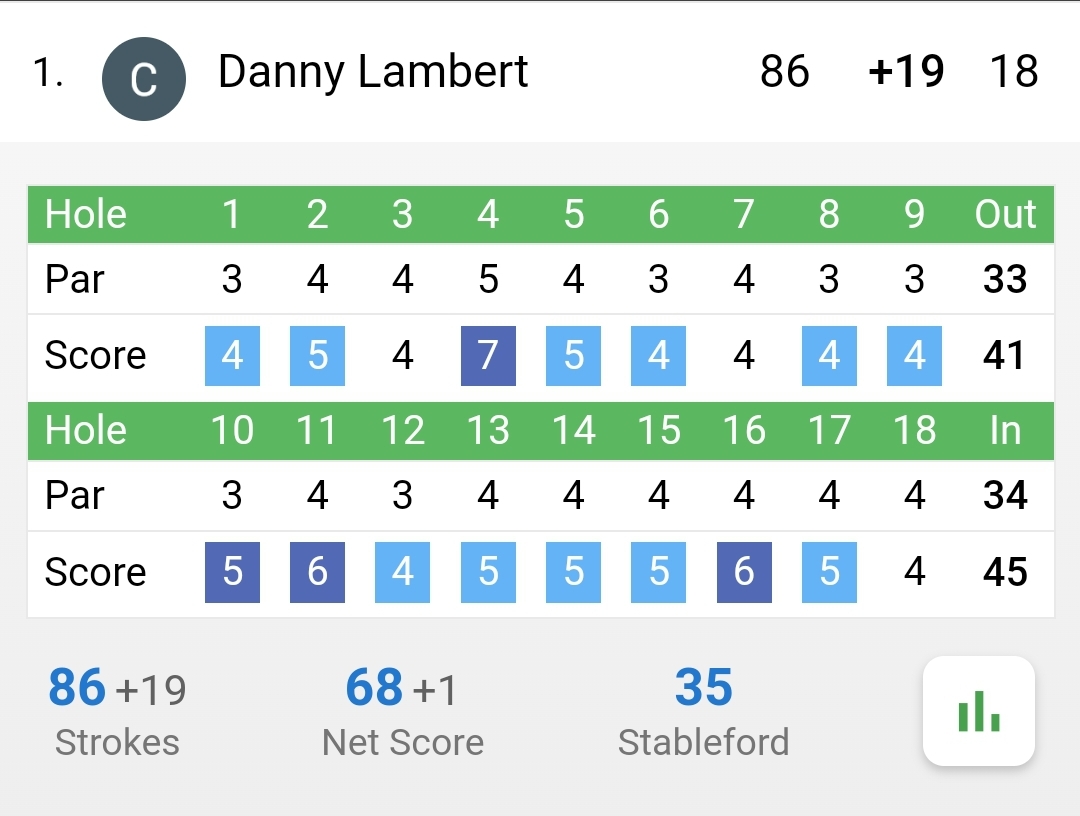 1. C Danny Lambert 86 +19 18
Hole 1 2 3 4 5 6 7 8 9 Out
Par 3 4 4 5 4 3 4 3 3 33
Score 4 5 4 7 5 4 4 4 4 41
Hole 10 11 12 13 14 15 16 17 18 In
Par 3 4 3 4 4 4 4 4 4 34
Score 5 6 4 5 5 5 6 5 4 45
86 +19 68 +1 35
Strokes Net Score Stableford